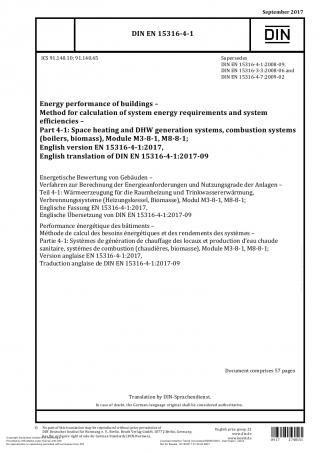 September 2017
DIN EN 15316-4-1
DIN
ICS 91.140.10; 91.140.65
Supersedes
DIN EN 15316-4-1:2008-09,
DIN EN 15316-3-3:2008-06 and
DIN EN 15316-4-7:2009-02
Energy performance of buildings –
Method for calculation of system energy requirements and system
efficiencies –
Part 4-1: Space heating and DHW generation systems, combustion systems
(boilers, biomass), Module M3-8-1, M8-8-1;
English version EN 15316-4-1:2017,
English translation of DIN EN 15316-4-1:2017-09
Energetische Bewertung von Gebäuden –
Verfahren zur Berechnung der Energieanforderungen und Nutzungsgrade der Anlagen –
Teil 4-1: Wärmeerzeugung für die Raumheizung und Trinkwassererwärmung,
Verbrennungssysteme (Heizungskessel, Biomasse), Modul M3-8-1, M8-8-1;
Englische Fassung EN 15316-4-1:2017,
Englische Übersetzung von DIN EN 15316-4-1:2017-09
Performance énergétique des bâtiments –
Méthode de calcul des besoins énergétiques et des rendements des systèmes –
Partie 4-1: Systèmes de génération de chauffage des locaux et production d'eau chaude
sanitaire, systèmes de combustion (chaudières, biomasse), Module M3-8-1, M8-8-1;
Version anglaise EN 15316-4-1:2017,
Traduction anglaise de DIN EN 15316-4-1:2017-09
Document comprises 57 pages
Translation by DIN-Sprachendienst.
In case of doubt, the German-language original shall be considered authoritative.
No part of this translation may be reproduced without prior permission of
DIN Deutsches Institut für Normung e. V., Berlin. Beuth Verlag GmbH, 10772 Berlin, Germany,
has the exclusive right of sale for German Standards (DIN-Normen).
English price group 22
www.din.de
www.beuth.de